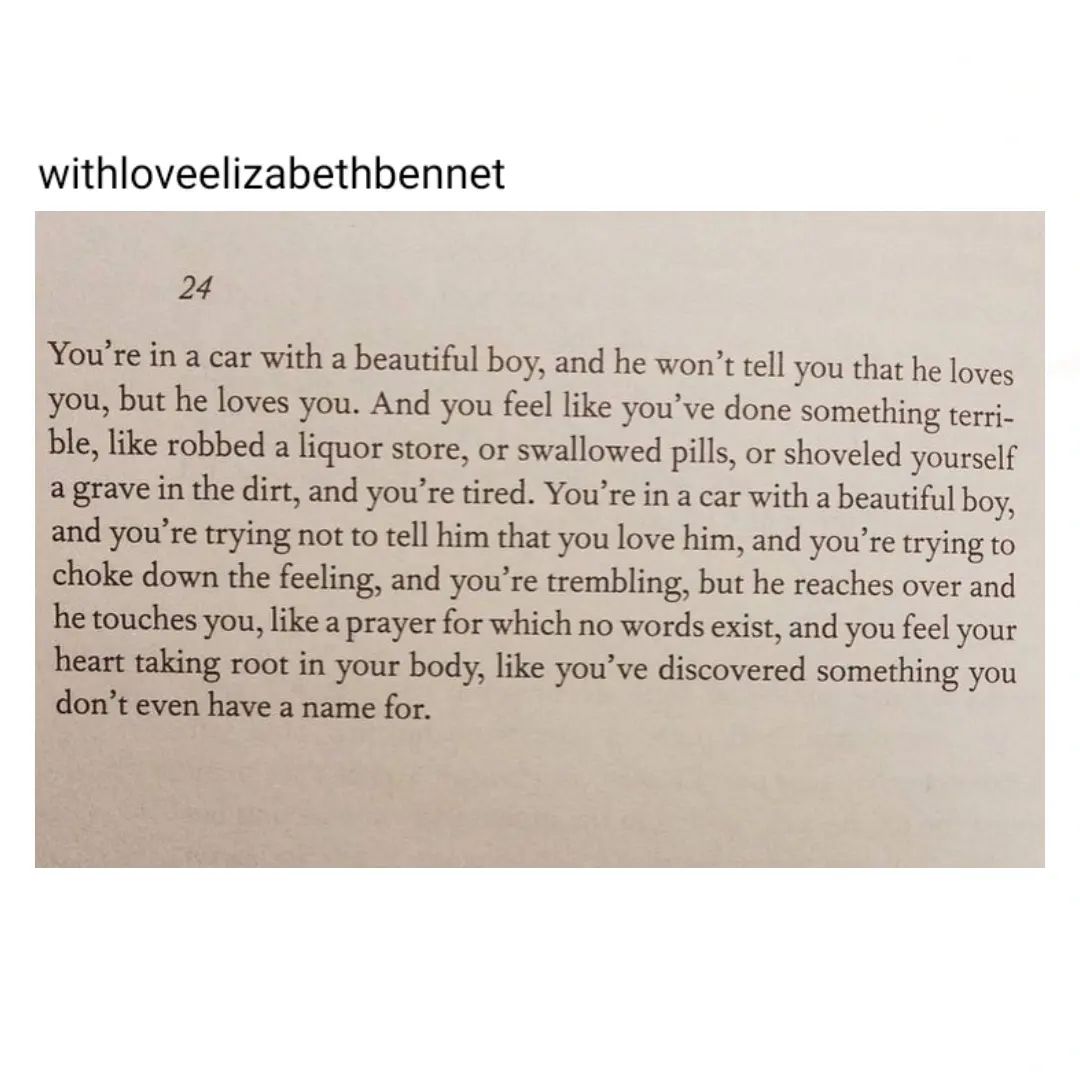 withloveelizabethbennet
24
You're in a car with a beautiful boy, and he won't tell you that he loves
you, but he loves you. And you feel like you've done something terri-
ble, like robbed a liquor store, or swallowed pills, or shoveled yourself
a grave in the dirt, and you're tired. You're in a car with a beautiful boy,
and you're trying not to tell him that you love him, and you're trying to
choke down the feeling, and you're trembling, but he reaches over and
he touches you, like a prayer for which no words exist, and you feel your
heart taking root in your body, like you've discovered something you
don't even have a name for.